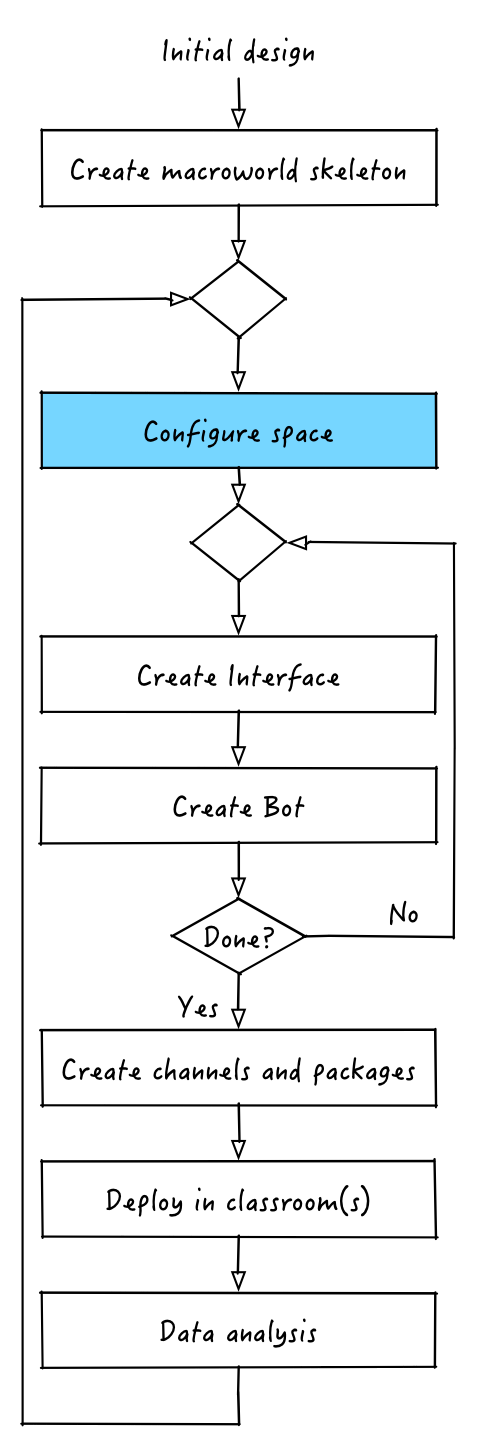 Initial design
Create macroworld skeleton
Configure space
Create Interface
Create Bot
Done?
No
Yes
Create channels and packages
Deploy in classroom(s)
Data analysis